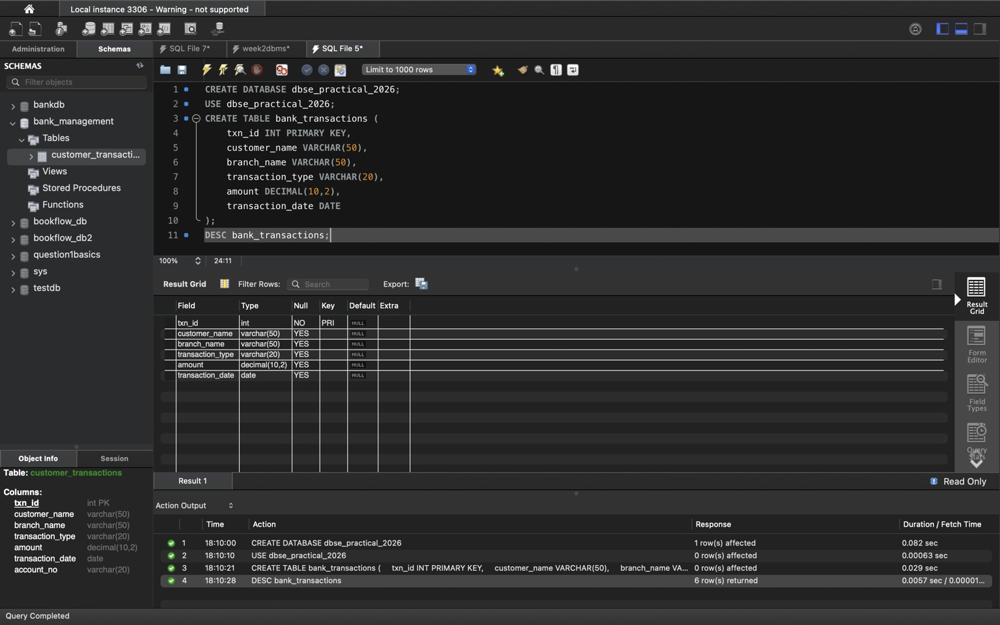 Local instance 3306 - Warning - not supported
Administration
Schemas
SQL File 7*
week2dbms*
SQL File 5*
SCHEMAS
Filter objects
bankdb
bank_management
Tables
customer_transacti...
Views
Stored Procedures
Functions
bookflow_db
bookflow_db2
question1basics
sys
testdb
Limit to 1000 rows
1 CREATE DATABASE dbse_practical_2026;
2 USE dbse_practical_2026;
3 CREATE TABLE bank_transactions (
4 txn_id INT PRIMARY KEY,
5 customer_name VARCHAR(50),
6 branch_name VARCHAR(50),
7 transaction_type VARCHAR(20),
8 amount DECIMAL(10,2),
9 transaction_date DATE
10 );
11 DESC bank_transactions;
100% 24:11
Result Grid Filter Rows: Search Export:
Field Type Null Key Default Extra
txn_id int NO PRI NULL
customer_name varchar(50) YES NULL
branch_name varchar(50) YES NULL
transaction_type varchar(20) YES NULL
amount decimal(10,2) YES NULL
transaction_date date YES NULL
Result
Grid
Form
Editor
Field
Types
Query
Stats
Result 1
Read Only
Object Info
Session
Table: customer_transactions
Columns:
txn_id int PK
customer_name varchar(50)
branch_name varchar(50)
transaction_type varchar(20)
amount decimal(10,2)
transaction_date date
account_no varchar(20)
Action Output
Time Action Response Duration / Fetch Time
1 18:10:00 CREATE DATABASE dbse_practical_2026 1 row(s) affected 0.082 sec
2 18:10:10 USE dbse_practical_2026 0 row(s) affected 0.00063 sec
3 18:10:21 CREATE TABLE bank_transactions ( txn_id INT PRIMARY KEY, customer_name VARCHAR(50), branch_name VA... 0 row(s) affected 0.029 sec
4 18:10:28 DESC bank_transactions 6 row(s) returned 0.0057 sec / 0.00001...
Query Completed